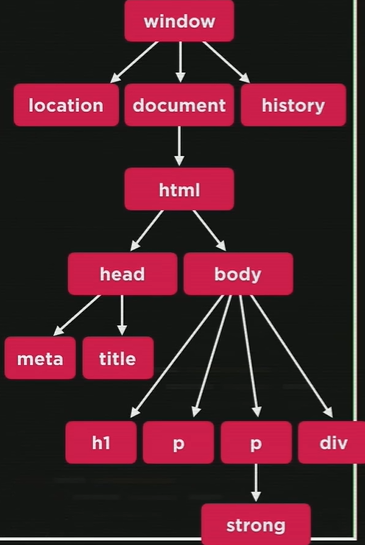 window
location document history
html
head body
meta title
h1 p p div
strong